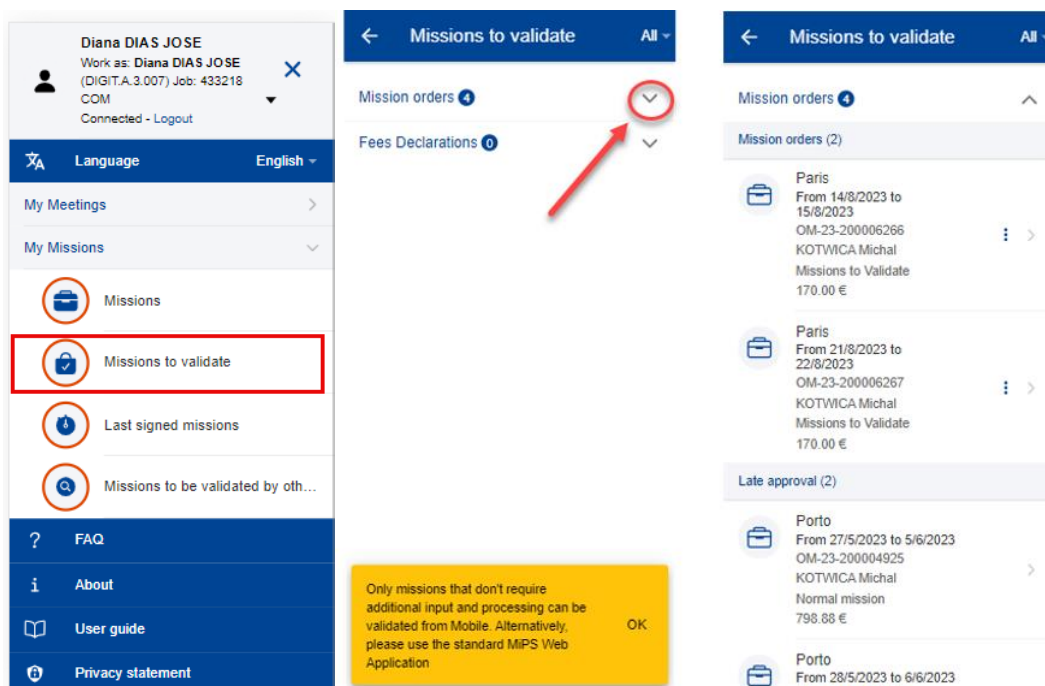 Diana DIAS JOSE
Work as: Diana DIAS JOSE
(DIGIT.A.3.007) Job: 433218
COM
Connected - Logout
Language English
My Meetings
My Missions
Missions
Missions to validate
Last signed missions
Missions to be validated by oth...
FAQ
About
User guide
Privacy statement
Missions to validate All
Mission orders 4
Fees Declarations 0
Only missions that don't require
additional input and processing can be
validated from Mobile. Alternatively,
please use the standard MiPS Web
Application
OK
Missions to validate All
Mission orders 4
Mission orders (2)
Paris
From 14/8/2023 to
15/8/2023
OM-23-200006266
KOTWICA Michal
Missions to Validate
170.00 €
Paris
From 21/8/2023 to
22/8/2023
OM-23-200006267
KOTWICA Michal
Missions to Validate
170.00 €
Late approval (2)
Porto
From 27/5/2023 to 5/6/2023
OM-23-200004925
KOTWICA Michal
Normal mission
798.88 €
Porto
From 28/5/2023 to 6/6/2023